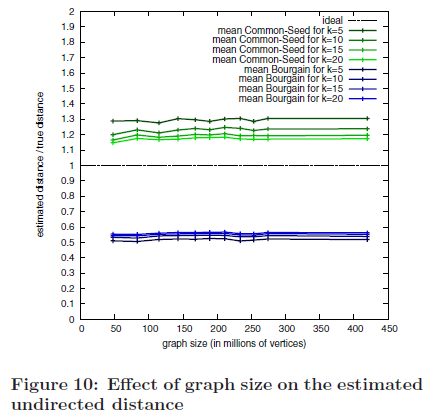 2
1.9
1.8
1.7
1.6
1.5
1.4
1.3
1.2
1.1
1
0.9
0.8
0.7
0.6
0.5
0.4
0.3
0.2
0.1
0
estimated distance / true distance
ideal
mean Common-Seed for k=5
mean Common-Seed for k=10
mean Common-Seed for k=15
mean Common-Seed for k=20
mean Bourgain for k=5
mean Bourgain for k=10
mean Bourgain for k=15
mean Bourgain for k=20
0 50 100 150 200 250 300 350 400 450
graph size (in millions of vertices)
Figure 10: Effect of graph size on the estimated
undirected distance